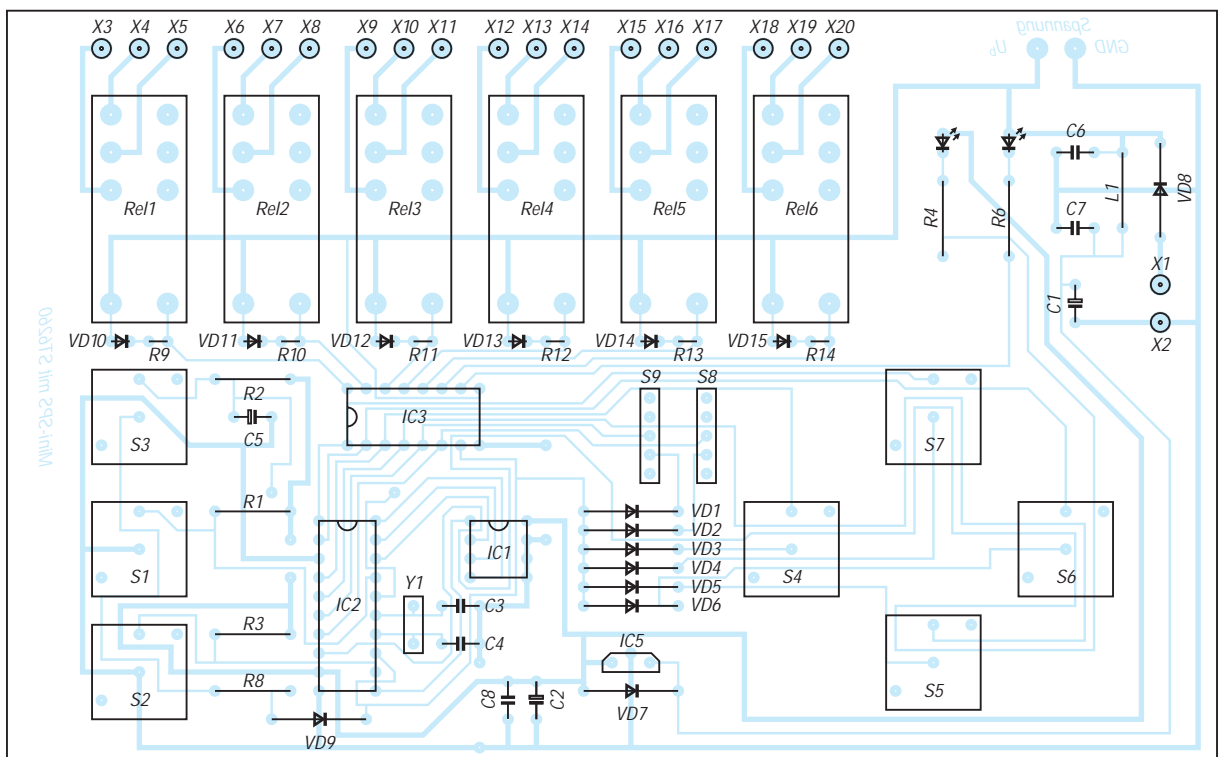 X3 X4 X5 X6 X7 X8 X9 X10 X11 X12 X13 X14 X15 X16 X17 X18 X19 X20
Spannung
Ub GND
C6
L1
VD8
R4 R6
C7
Rel1 Rel2 Rel3 Rel4 Rel5 Rel6
X1
C1
X2
Mini-SPS mit ST6260
VD10 R9 VD11 R10 VD12 R11 VD13 R12 VD14 R13 VD15 R14
S9 S8
R2
IC3
C5
S3
S7
R1
VD1
VD2
VD3
VD4
VD5
VD6
IC1
S1
IC2
Y1
C3
C4
S4
S6
R3
IC5
R8
S2
C8 C2
VD7
S5
VD9